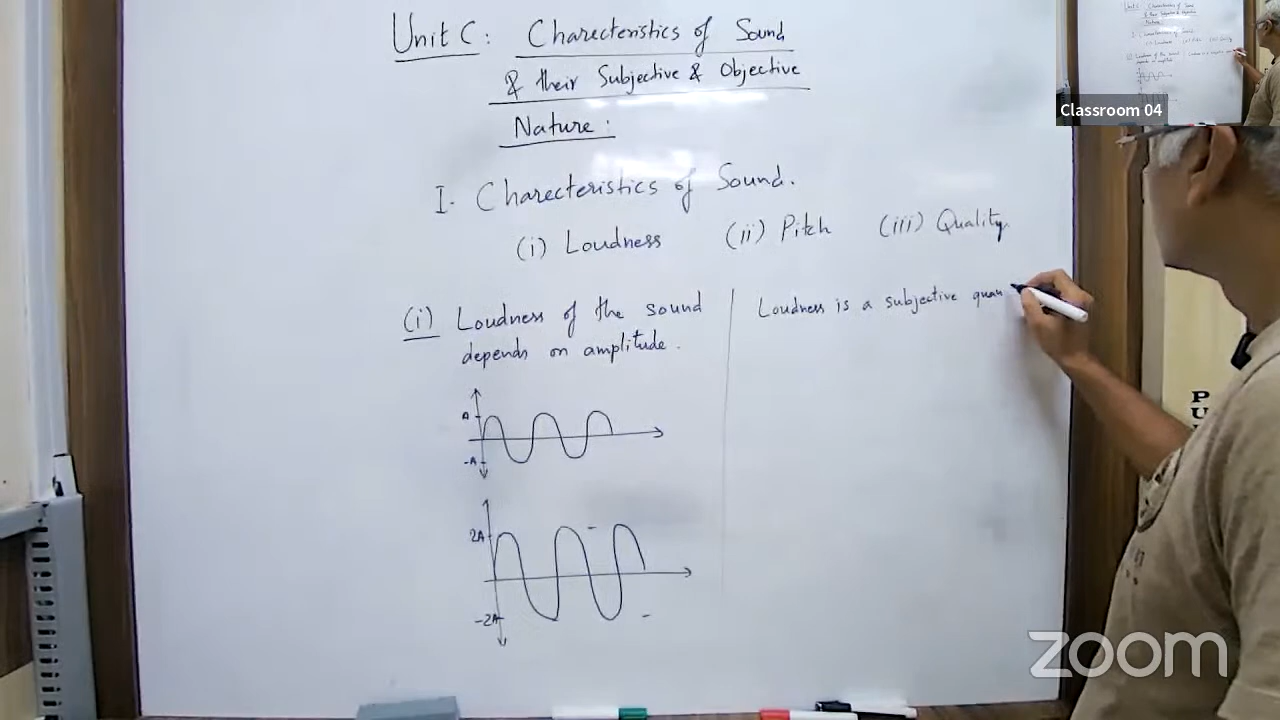 Unit C: Charecteristics of Sound
& their Subjective & Objective
Nature:
I. Charecteristics of Sound.
(i) Loudness (ii) Pitch (iii) Quality.
(i) Loudness of the sound
depends on amplitude.
A
-A
2A
-2A
Loudness is a subjective quan
Classroom 04
P
U
zoom